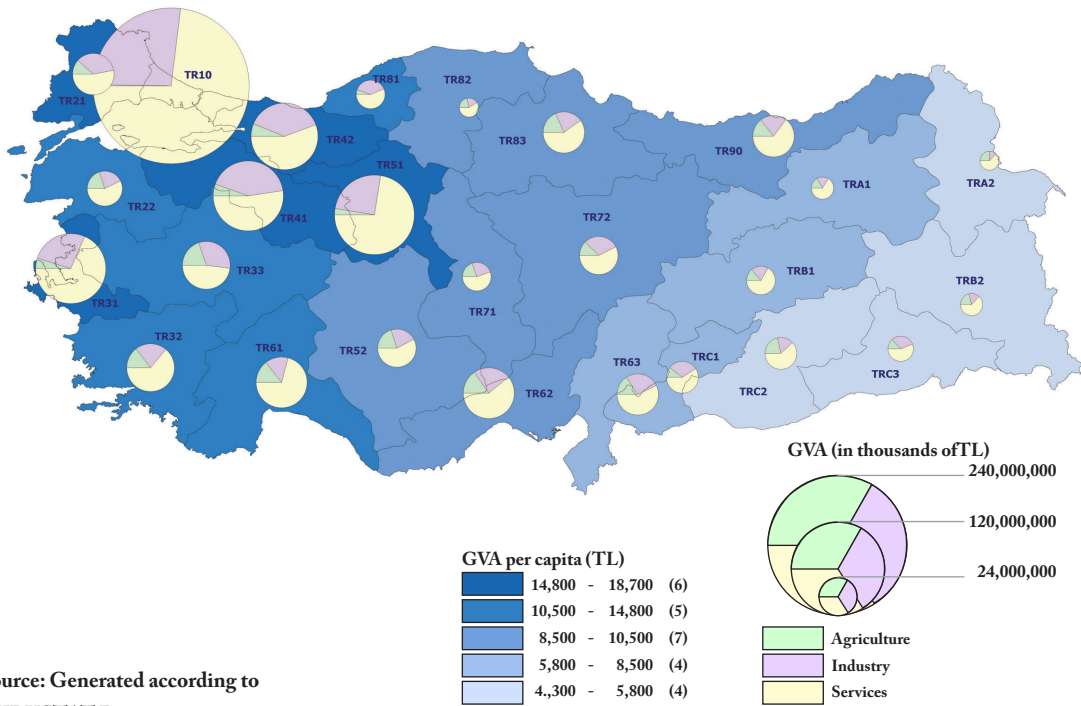 TR10
TR21
TR81
TR82
TR42
TR83
TR90
TR51
TRA1
TRA2
TR22
TR41
TR72
TR33
TRB1
TRB2
TR31
TR71
TR32
TR61
TR52
TR63
TRC1
TR62
TRC2
TRC3
GVA (in thousands of TL)
240,000,000
120,000,000
24,000,000
GVA per capita (TL)
14,800 - 18,700 (6)
10,500 - 14,800 (5)
8,500 - 10,500 (7)
5,800 - 8,500 (4)
4.,300 - 5,800 (4)
Agriculture
Industry
Services
ource: Generated according to